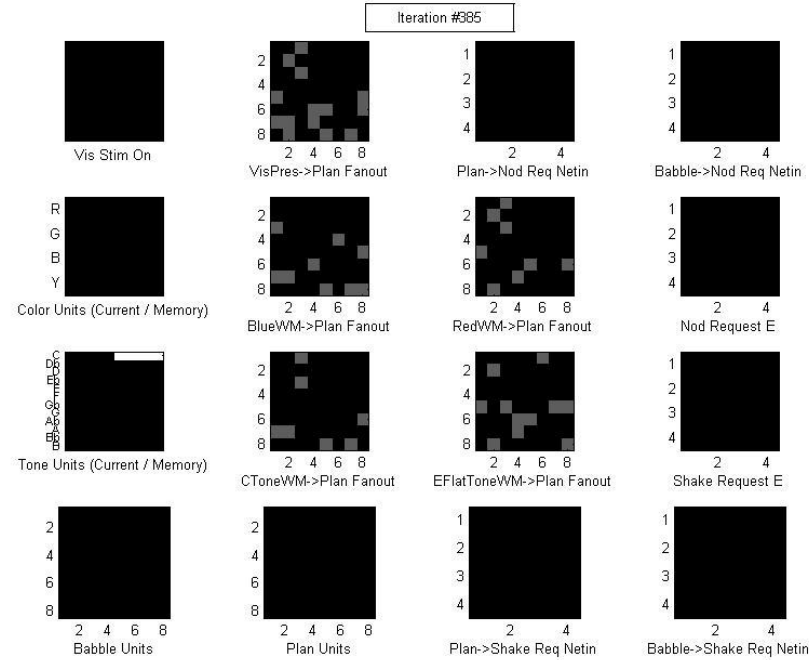 Iteration #385
2
4
6
8
1
2
3
4
1
2
3
4
2 4 6 8
2 4
2 4
Vis Stim On
VisPres->Plan Fanout
Plan->Nod Req Netin
Babble->Nod Req Netin
R
G
B
Y
2
4
6
8
2
4
6
8
1
2
3
4
2 4 6 8
2 4 6 8
2 4
Color Units (Current / Memory)
BlueWM->Plan Fanout
RedWM->Plan Fanout
Nod Request E
C
Db
D
Eb
E
F
Gb
G
Ab
A
Bb
B
2
4
6
8
2
4
6
8
1
2
3
4
2 4 6 8
2 4 6 8
2 4
Tone Units (Current / Memory)
CToneWM->Plan Fanout
EFlatToneWM->Plan Fanout
Shake Request E
2
4
6
8
2
4
6
8
1
2
3
4
1
2
3
4
2 4 6 8
2 4 6 8
2 4
2 4
Babble Units
Plan Units
Plan->Shake Req Netin
Babble->Shake Req Netin